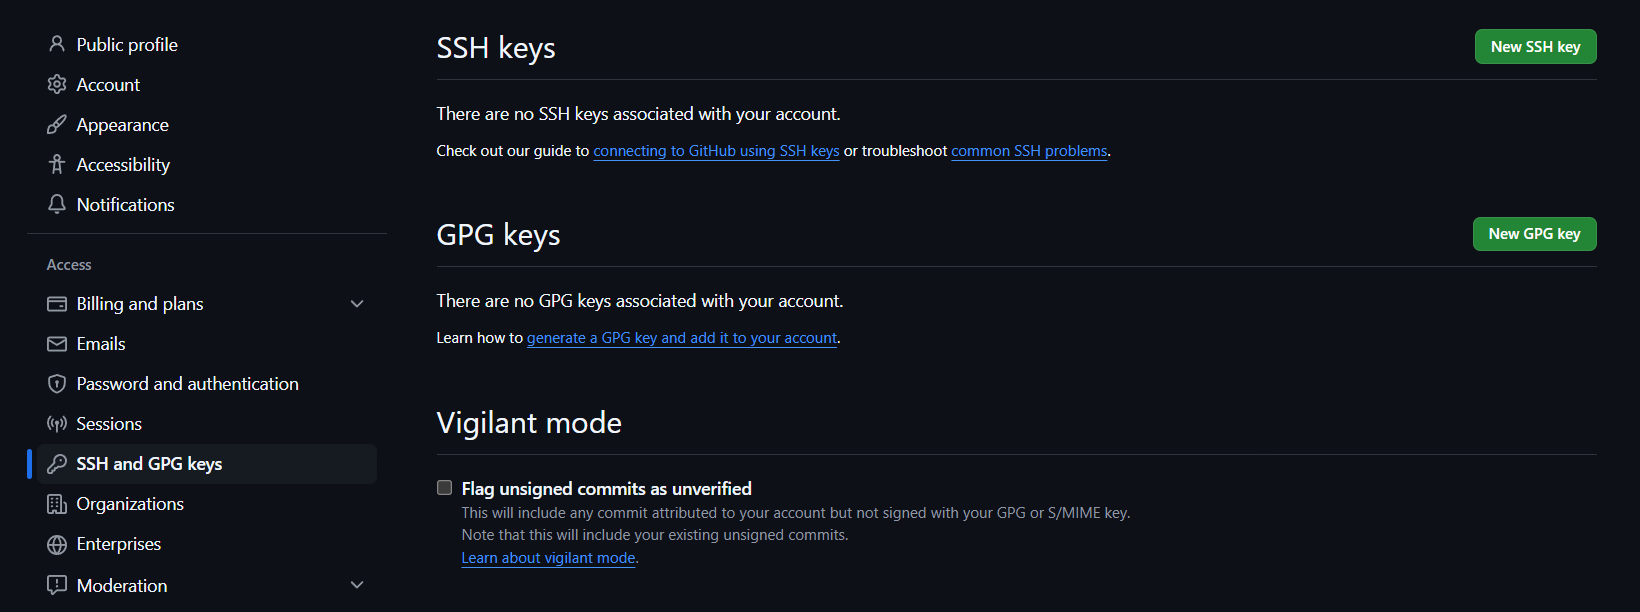 Public profile
Account
Appearance
Accessibility
Notifications
Access
Billing and plans
Emails
Password and authentication
Sessions
SSH and GPG keys
Organizations
Enterprises
Moderation
SSH keys
New SSH key
There are no SSH keys associated with your account.
Check out our guide to connecting to GitHub using SSH keys or troubleshoot common SSH problems.
GPG keys
New GPG key
There are no GPG keys associated with your account.
Learn how to generate a GPG key and add it to your account.
Vigilant mode
Flag unsigned commits as unverified
This will include any commit attributed to your account but not signed with your GPG or S/MIME key.
Note that this will include your existing unsigned commits.
Learn about vigilant mode.